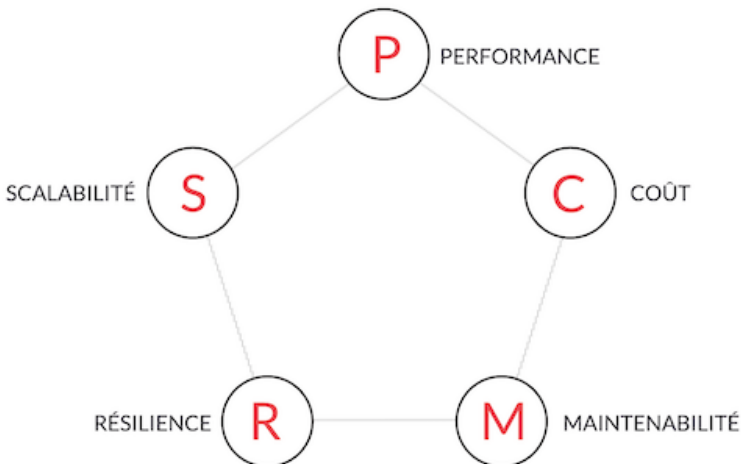 P PERFORMANCE
SCALABILITÉ S
C COÛT
RÉSILIENCE R
M MAINTENABILITÉ